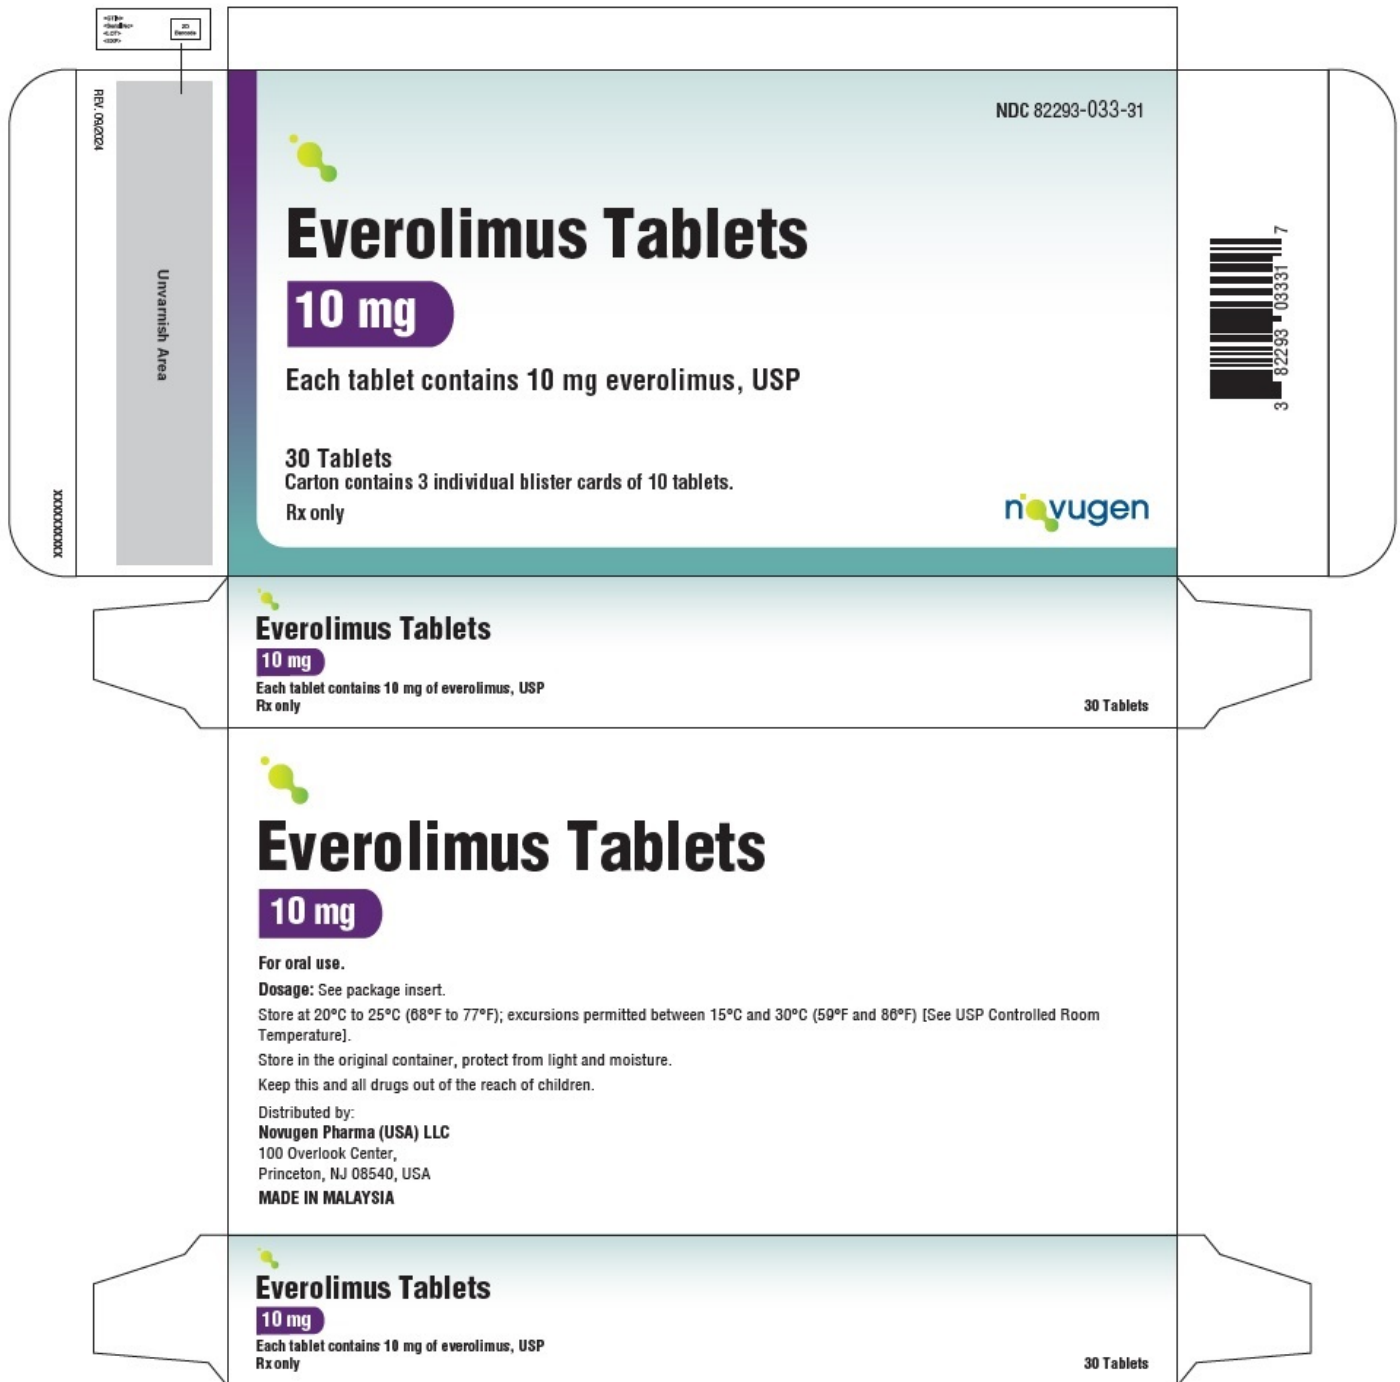 <GTIN>
<Serial No>
<LOT>
<EXP>
2D
Barcode
REV. 09/2024
Unvarnish Area
XXXXXXXXXX
NDC 82293-033-31
Everolimus Tablets
10 mg
Each tablet contains 10 mg everolimus, USP
30 Tablets
Carton contains 3 individual blister cards of 10 tablets.
Rx only
novugen
3 82293 03331 7
Everolimus Tablets
10 mg
Each tablet contains 10 mg of everolimus, USP
Rx only
30 Tablets
Everolimus Tablets
10 mg
For oral use.
Dosage: See package insert.
Store at 20°C to 25°C (68°F to 77°F); excursions permitted between 15°C and 30°C (59°F and 86°F) [See USP Controlled Room
Temperature].
Store in the original container, protect from light and moisture.
Keep this and all drugs out of the reach of children.
Distributed by:
Novugen Pharma (USA) LLC
100 Overlook Center,
Princeton, NJ 08540, USA
MADE IN MALAYSIA
Everolimus Tablets
10 mg
Each tablet contains 10 mg of everolimus, USP
Rx only
30 Tablets